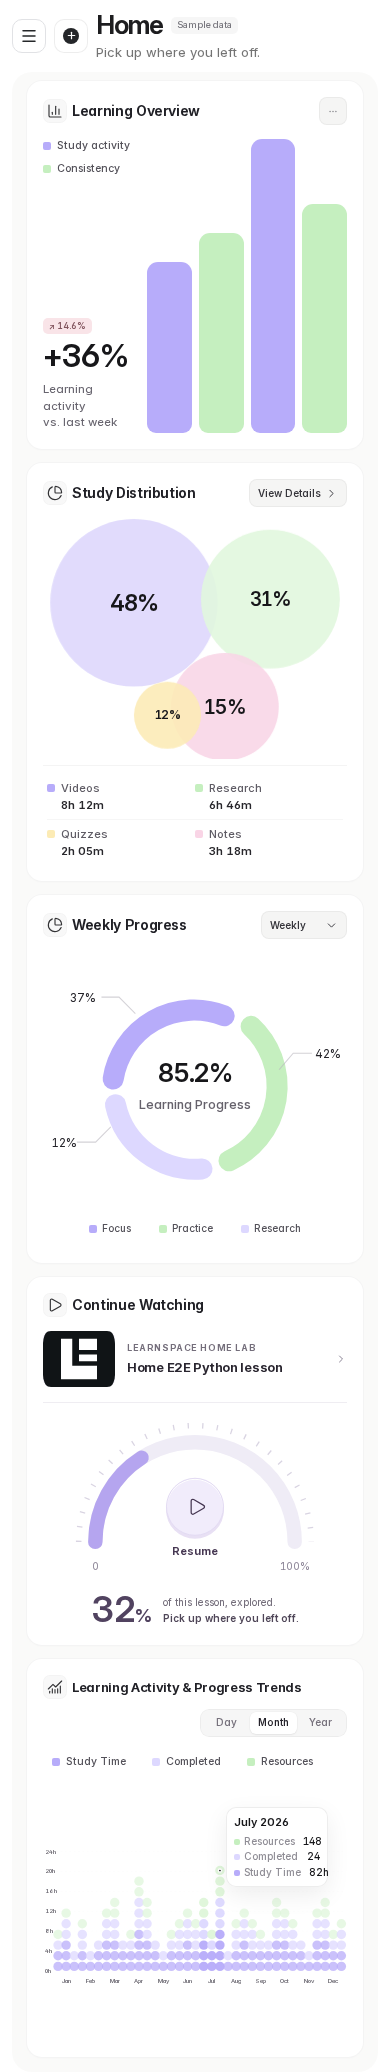 Home
Sample data
Pick up where you left off.
Learning Overview
Study activity
Consistency
14.6%
+36%
Learning
activity
vs. last week
Study Distribution
View Details
48%
31%
15%
12%
Videos
8h 12m
Research
6h 46m
Quizzes
2h 05m
Notes
3h 18m
Weekly Progress
Weekly
37%
42%
12%
85.2%
Learning Progress
Focus
Practice
Research
Continue Watching
LEARNSPACE HOME LAB
Home E2E Python lesson
Resume
0
100%
32%
of this lesson, explored.
Pick up where you left off.
Learning Activity & Progress Trends
Day
Month
Year
Study Time
Completed
Resources
July 2026
Resources 148
Completed 24
Study Time 82h
24h
20h
16h
12h
8h
4h
0h
Jan
Feb
Mar
Apr
May
Jun
Jul
Aug
Sep
Oct
Nov
Dec